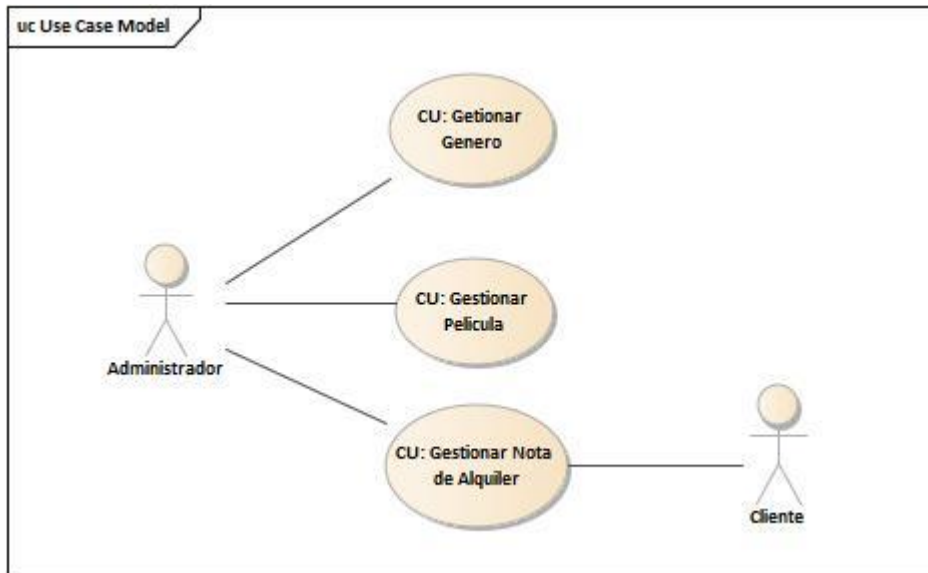 uc Use Case Model
CU: Getionar
Genero
CU: Gestionar
Pelicula
Administrador
CU: Gestionar Nota
de Alquiler
Cliente